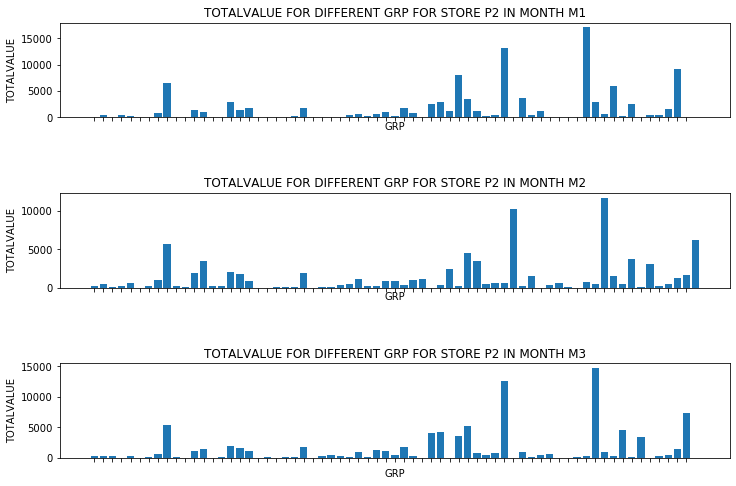 TOTALVALUE FOR DIFFERENT GRP FOR STORE P2 IN MONTH M1
15000
10000
5000
0
TOTALVALUE
GRP
TOTALVALUE FOR DIFFERENT GRP FOR STORE P2 IN MONTH M2
10000
5000
0
TOTALVALUE
GRP
TOTALVALUE FOR DIFFERENT GRP FOR STORE P2 IN MONTH M3
15000
10000
5000
0
TOTALVALUE
GRP